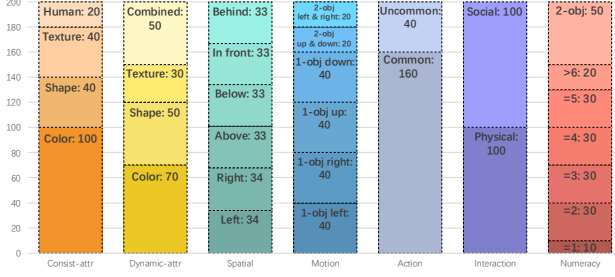 200
180
160
140
120
100
80
60
40
20
0
Human: 20
Texture: 40
Shape: 40
Color: 100
Combined:
50
Texture: 30
Shape: 50
Color: 70
Behind: 33
In front: 33
Below: 33
Above: 33
Right: 34
Left: 34
2-obj
left & right: 20
2-obj
up & down: 20
1-obj down:
40
1-obj up:
40
1-obj right:
40
1-obj left:
40
Uncommon:
40
Common:
160
Social: 100
Physical:
100
2-obj: 50
>6: 20
=5: 30
=4: 30
=3: 30
=2: 30
=1: 10
Consist-attr
Dynamic-attr
Spatial
Motion
Action
Interaction
Numeracy